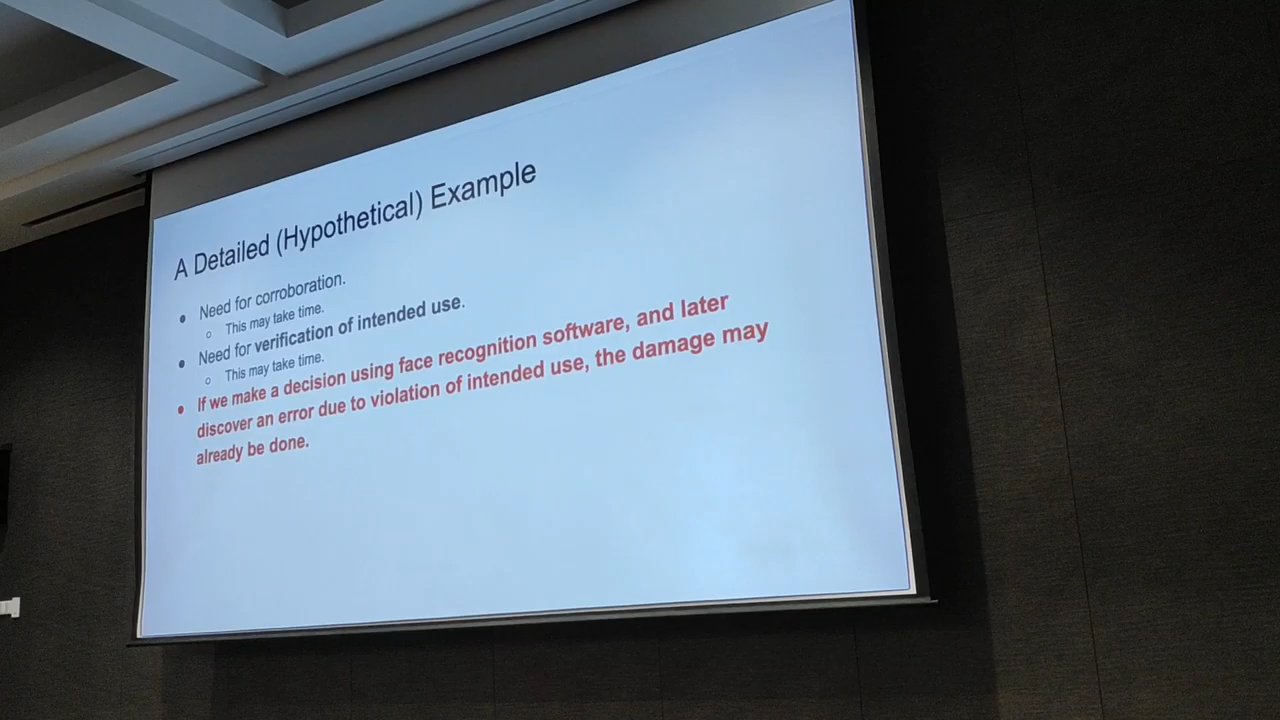 A Detailed (Hypothetical) Example
● Need for corroboration.
○ This may take time.
● Need for verification of intended use.
○ This may take time.
● If we make a decision using face recognition software, and later
discover an error due to violation of intended use, the damage may
already be done.